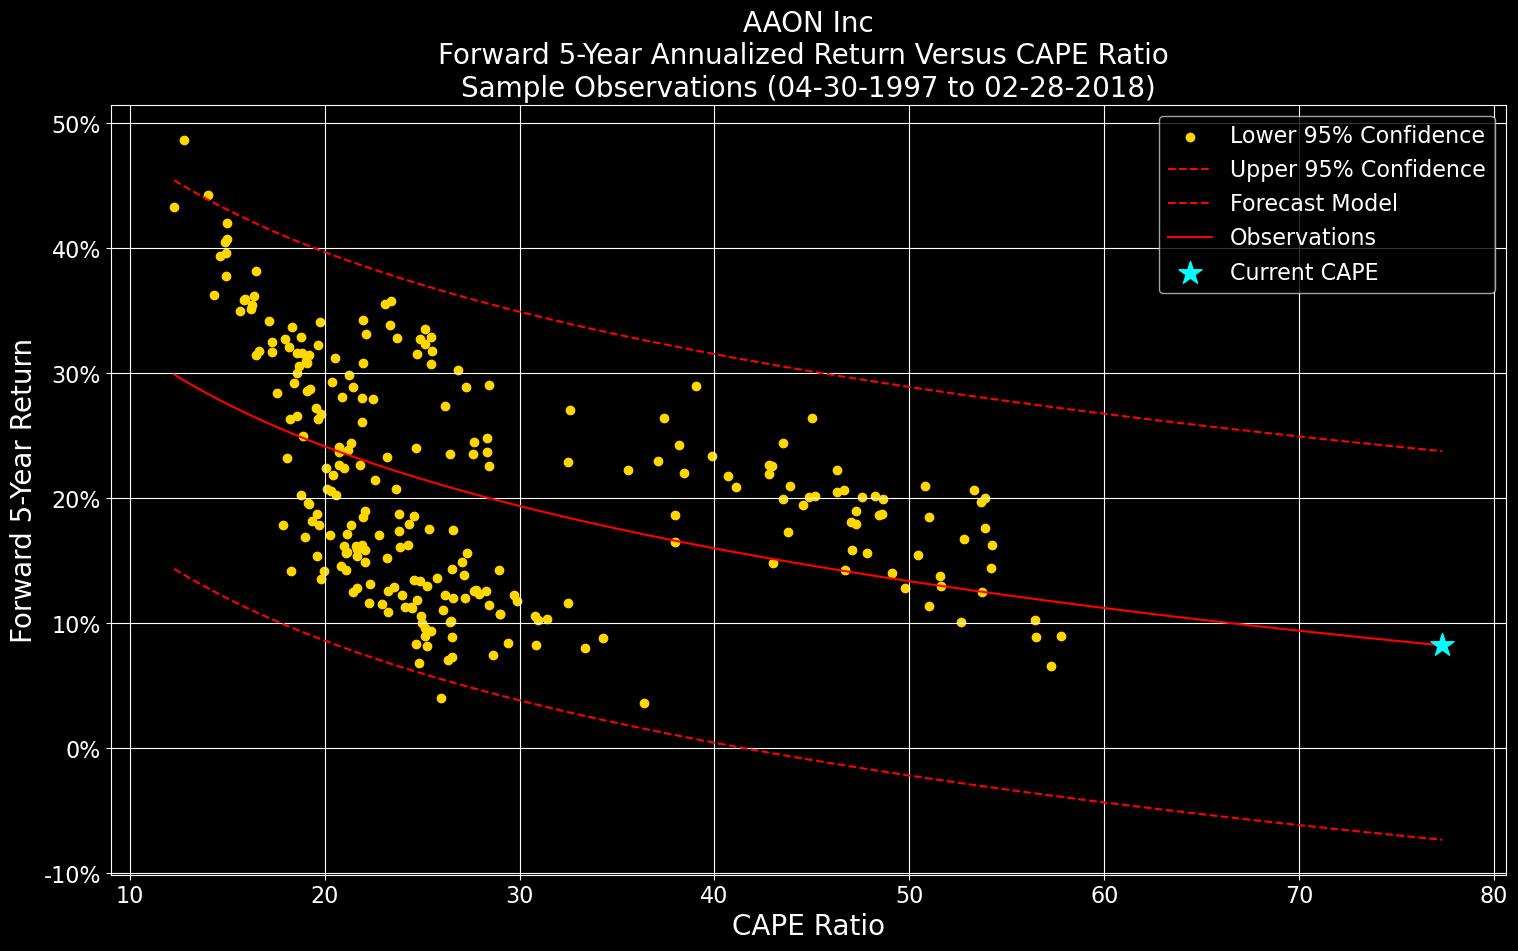 AAON Inc
Forward 5-Year Annualized Return Versus CAPE Ratio
Sample Observations (04-30-1997 to 02-28-2018)
50%
40%
30%
20%
10%
0%
-10%
Forward 5-Year Return
Lower 95% Confidence
Upper 95% Confidence
Forecast Model
Observations
Current CAPE
10
20
30
40
50
60
70
80
CAPE Ratio